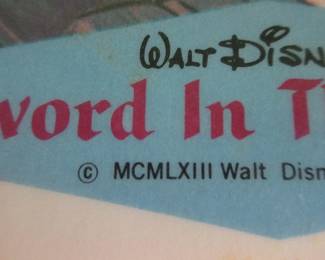 WALT DISN
word In T
© MCMLXIII Walt Disn